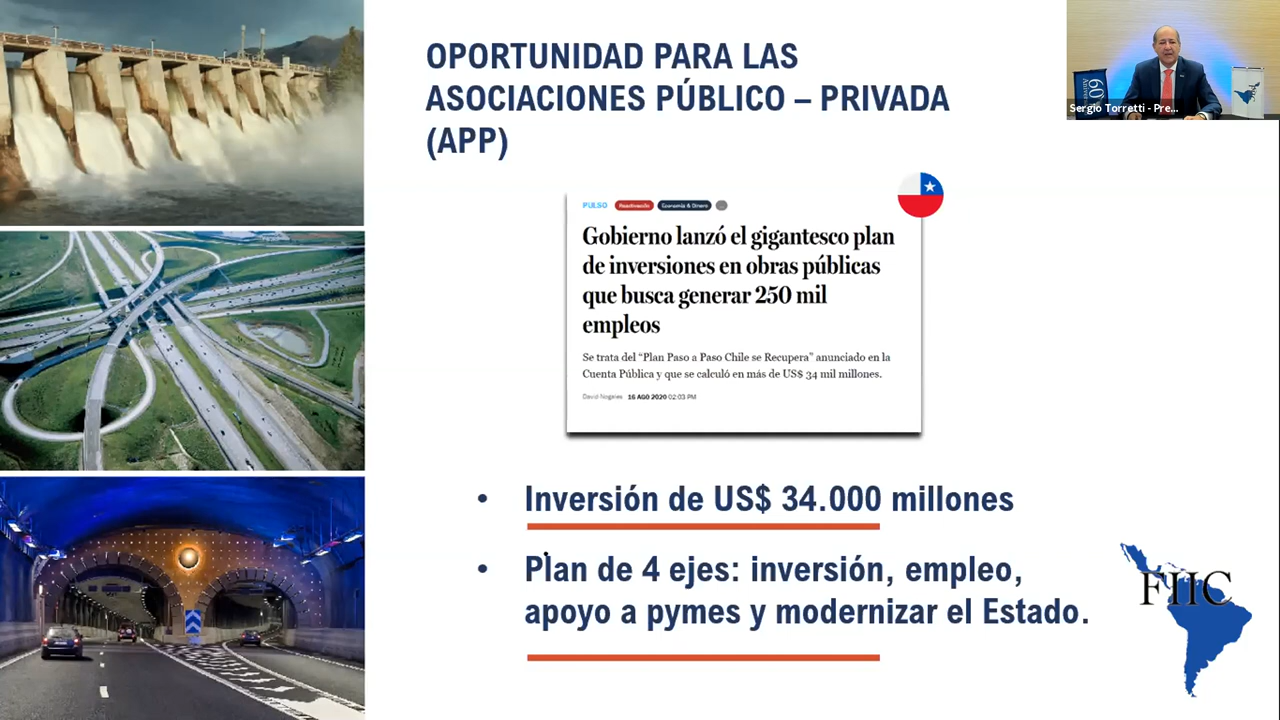 OPORTUNIDAD PARA LAS
ASOCIACIONES PÚBLICO – PRIVADA
(APP)
Sergio Torretti - Pre...
60
PULSO Reactivación Economía & Dinero
Gobierno lanzó el gigantesco plan
de inversiones en obras públicas
que busca generar 250 mil
empleos
Se trata del “Plan Paso a Paso Chile se Recupera” anunciado en la
Cuenta Pública y que se calculó en más de US$ 34 mil millones.
David Nogales 16 AGO 2020 02:03 PM
• Inversión de US$ 34.000 millones
• Plan de 4 ejes: inversión, empleo,
apoyo a pymes y modernizar el Estado.
FIIC